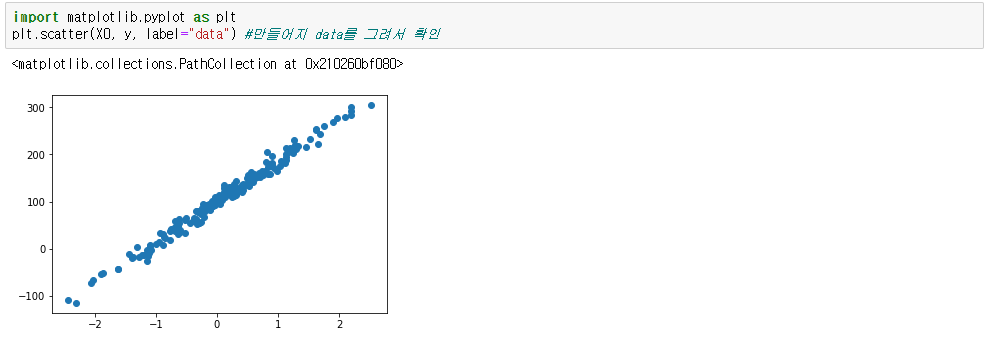 import matplotlib.pyplot as plt
plt.scatter(X0, y, label="data") #만들어지 data를 그려서 확인
<matplotlib.collections.PathCollection at 0x210260bf080>
300
200
100
0
−100
−2 −1 0 1 2